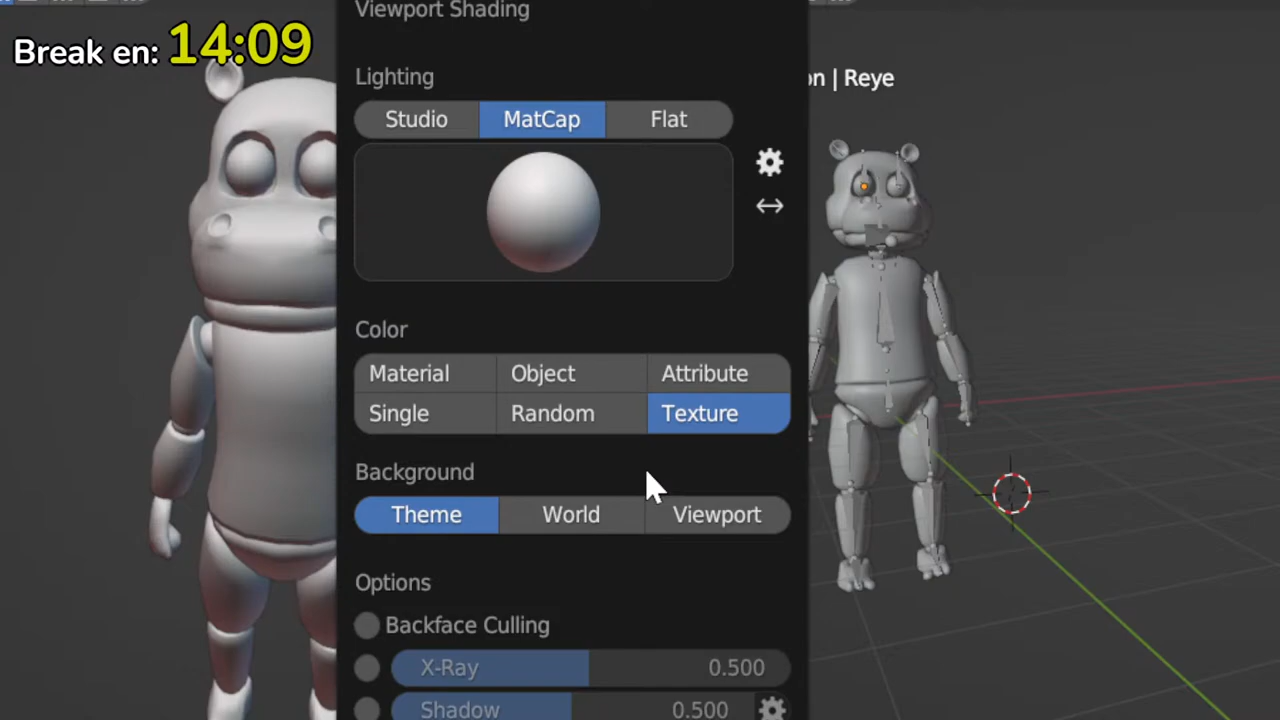 Viewport Shading
Break en: 14:09
Lighting
on | Reye
Studio MatCap Flat
Color
Material Object Attribute
Single Random Texture
Background
Theme World Viewport
Options
Backface Culling
X-Ray 0.500
Shadow 0.500